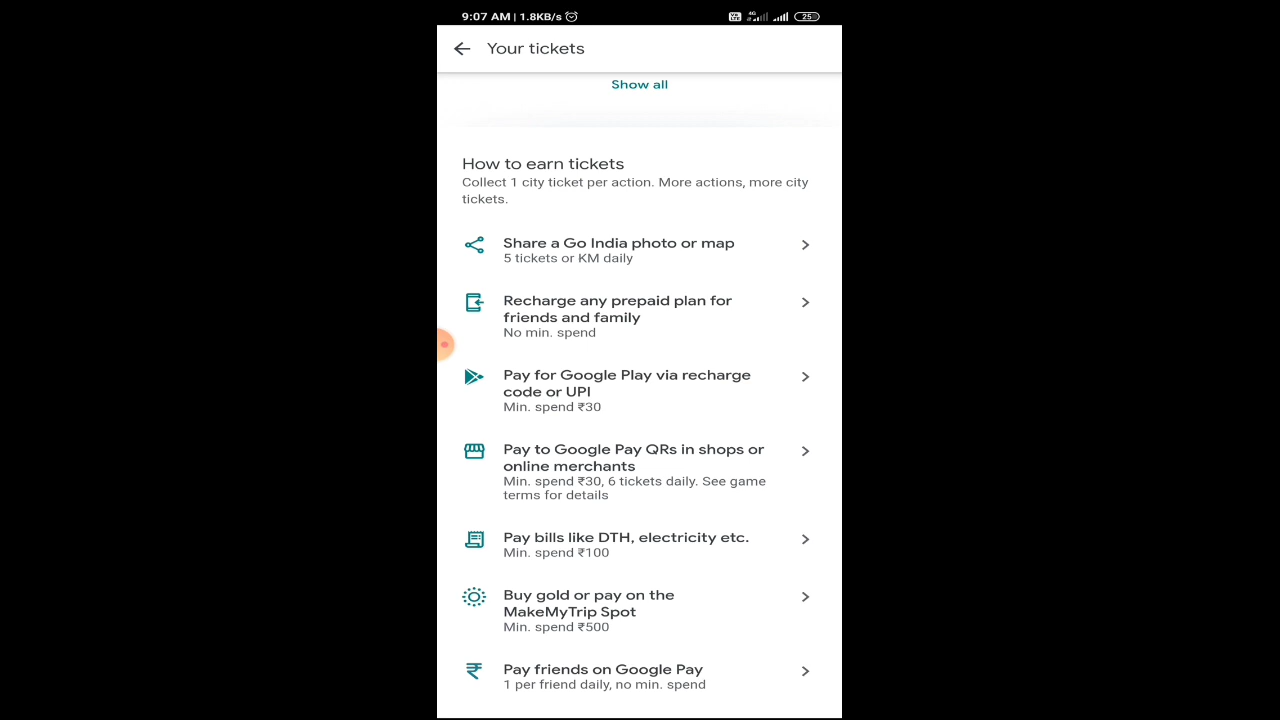 9:07 AM | 1.8KB/s
Vo LTE 4G 25
Your tickets
Show all
How to earn tickets
Collect 1 city ticket per action. More actions, more city
tickets.
Share a Go India photo or map
5 tickets or KM daily
Recharge any prepaid plan for
friends and family
No min. spend
Pay for Google Play via recharge
code or UPI
Min. spend ₹30
Pay to Google Pay QRs in shops or
online merchants
Min. spend ₹30, 6 tickets daily. See game
terms for details
Pay bills like DTH, electricity etc.
Min. spend ₹100
Buy gold or pay on the
MakeMyTrip Spot
Min. spend ₹500
Pay friends on Google Pay
1 per friend daily, no min. spend